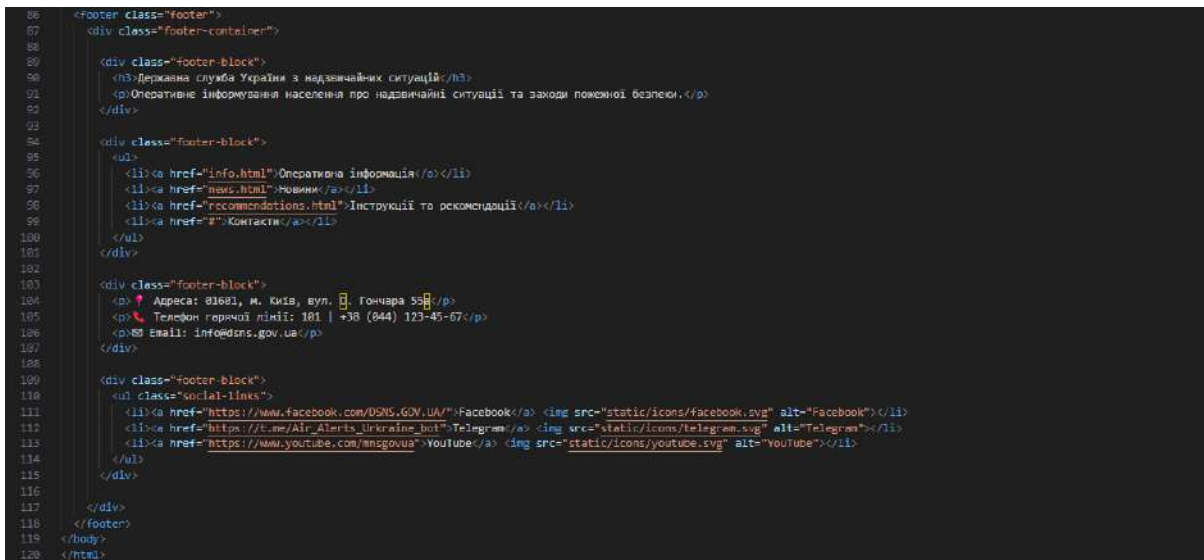 86 <footer class="footer">
87 <div class="footer-container">
88
89 <div class="footer-block">
90 <h3>Державна служба України з надзвичайних ситуацій</h3>
91 <p>Оперативне інформування населення про надзвичайні ситуації та заходи пожежної безпеки.</p>
92 </div>
93
94 <div class="footer-block">
95 <ul>
96 <li><a href="info.html">Оперативна інформація</a></li>
97 <li><a href="news.html">Новини</a></li>
98 <li><a href="recommendations.html">Інструкції та рекомендації</a></li>
99 <li><a href="#">Контакти</a></li>
100 </ul>
101 </div>
102
103 <div class="footer-block">
104 <p>📍 Адреса: 01601, м. Київ, вул. О. Гончара 55а</p>
105 <p>📞 Телефон гарячої лінії: 101 | +38 (044) 123-45-67</p>
106 <p>✉ Email: info@dsns.gov.ua</p>
107 </div>
108
109 <div class="footer-block">
110 <ul class="social-links">
111 <li><a href="https://www.facebook.com/DSNS.GOV.UA/">Facebook</a> <img src="static/icons/facebook.svg" alt="Facebook"></li>
112 <li><a href="https://t.me/Air_Alerts_Urkraine_bot">Telegram</a> <img src="static/icons/telegram.svg" alt="Telegram"></li>
113 <li><a href="https://www.youtube.com/mnsgovua">YouTube</a> <img src="static/icons/youtube.svg" alt="YouTube"></li>
114 </ul>
115 </div>
116
117 </div>
118 </footer>
119 </body>
120 </html>